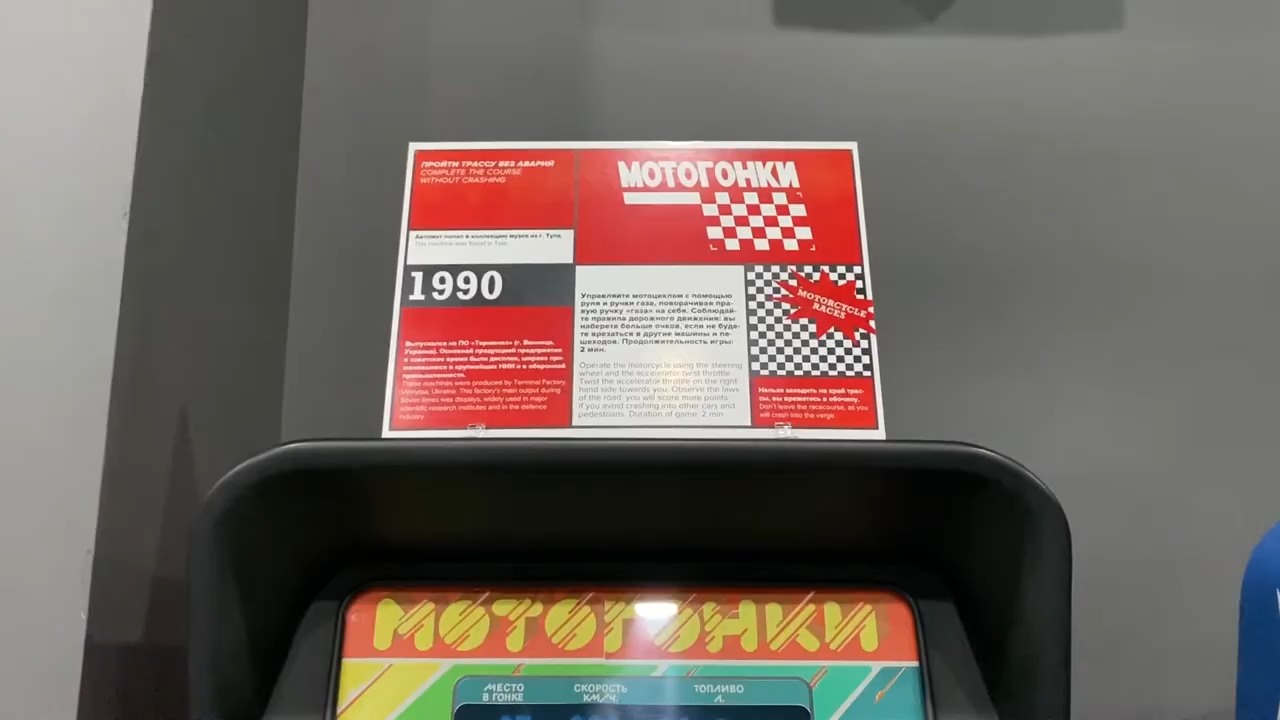 ПРОЙТИ ТРАССУ БЕЗ АВАРИЙ
COMPLETE THE COURSE
WITHOUT CRASHING
МОТОГОНКИ
Автомат попал в коллекцию музея из г. Тула
This machine was found in Tula
1990
Выпускался на ПО «Терминал» (г. Винница,
Украина). Основной продукцией предприятия
в советское время были дисплеи, широко при-
менявшиеся в крупнейших НИИ и в оборонной
промышленности.
These machines were produced by Terminal Factory,
Vinnytsa, Ukraine. This factory's main output during
Soviet times was displays, widely used in major
scientific research institutes and in the defence
industry.
Управляйте мотоциклом с помощью
руля и ручки газа, поворачивая пра-
вую ручку «газа» на себя. Соблюдай-
те правила дорожного движения: вы
наберете больше очков, если не буде-
те врезаться в другие машины и пе-
шеходов. Продолжительность игры:
2 мин.
Operate the motorcycle using the steering
wheel and the accelerator twist throttle.
Twist the accelerator throttle on the right
hand side towards you. Observe the laws
of the road: you will score more points
if you avoid crashing into other cars and
pedestrians. Duration of game: 2 min.
MOTORCYCLE
RACES
Нельзя заходить на край трас-
сы, вы врежетесь в обочину.
Don't leave the racecourse, as you
will crash into the verge.
МОТОГОНКИ
МЕСТО
В ГОНКЕ
СКОРОСТЬ
КМ/Ч.
ТОПЛИВО
Л.